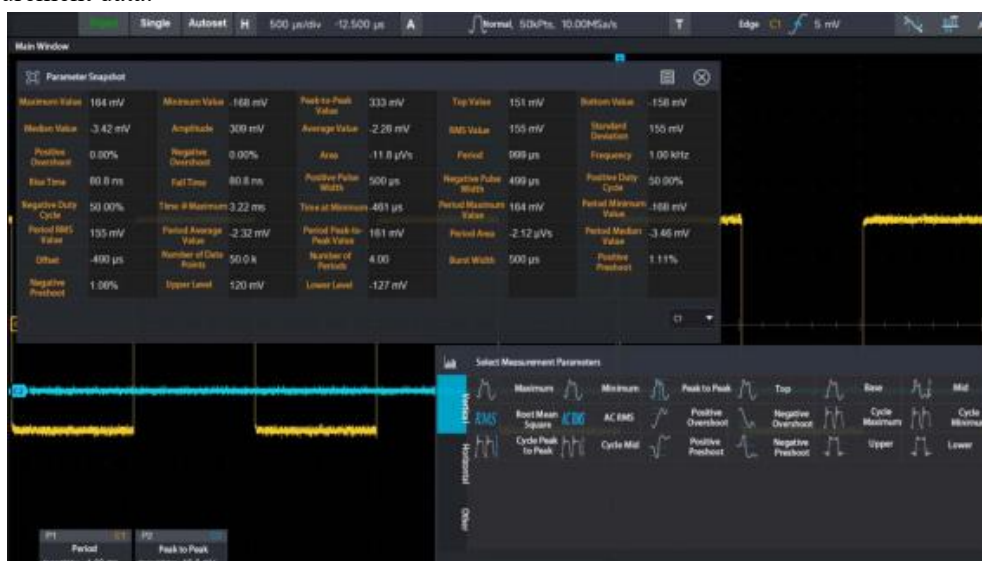 Single Autoset H 500 µs/div -12.500 µs A Normal, 50kPts, 10.00MSa/s T Edge C1 5 mV
Main Window
Parameter Snapshot
Maximum Value 164 mV Minimum Value -168 mV Peak-to-Peak Value 333 mV Top Value 151 mV Bottom Value -158 mV
Median Value -3.42 mV Amplitude 309 mV Average Value -2.28 mV RMS Value 155 mV Standard Deviation 155 mV
Positive Overshoot 0.00% Negative Overshoot 0.00% Area -11.8 µVs Period 999 µs Frequency 1.00 kHz
Rise Time 80.8 ns Fall Time 80.8 ns Positive Pulse Width 500 µs Negative Pulse Width 499 µs Positive Duty Cycle 50.00%
Negative Duty Cycle 50.00% Time @ Maximum 3.22 ms Time at Minimum -461 µs Period Maximum Value 164 mV Period Minimum Value -168 mV
Period RMS Value 155 mV Period Average Value -2.32 mV Period Peak-to-Peak Value 161 mV Period Area -2.12 µVs Period Median Value -3.46 mV
Offset -490 µs Number of Data Points 50.0 k Number of Periods 4.00 Burst Width 500 µs Positive Preshoot 1.11%
Negative Preshoot 1.08% Upper Level 120 mV Lower Level -127 mV
C1
Select Measurement Parameters
Vertical
Horizontal
Other
Maximum Minimum Peak to Peak Top Base Mid
RMS Root Mean Square AC RMS Positive Overshoot Negative Overshoot Cycle Maximum Cycle
Cycle Peak to Peak Cycle Mid Positive Preshoot Negative Preshoot Upper Lower
P1 C1 P2
Period Peak to Peak